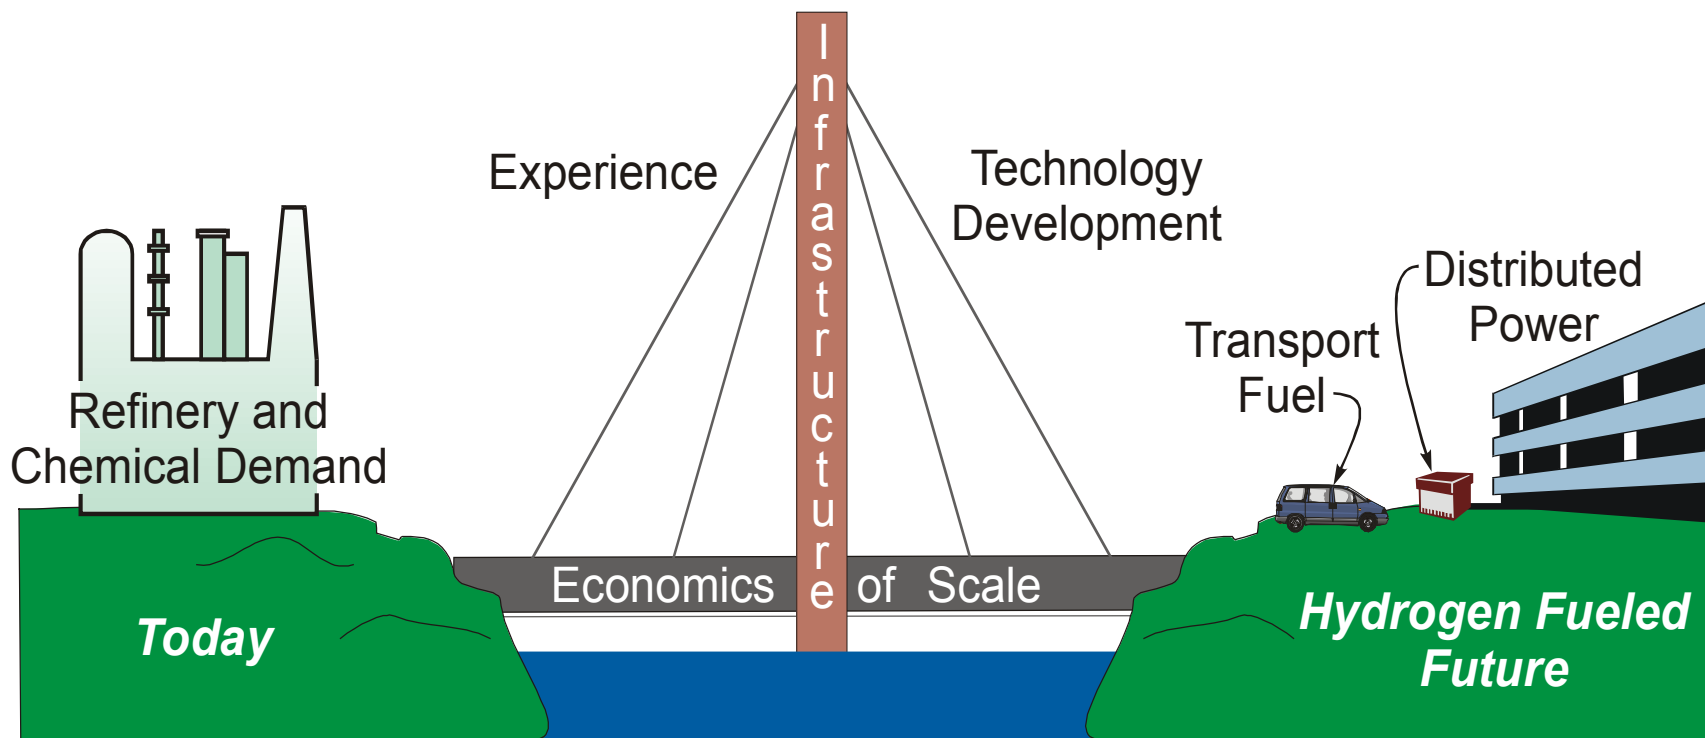 Infrastructure
Experience
Technology
Development
Distributed
Power
Transport
Fuel
Refinery and
Chemical Demand
Economics of Scale
Today
Hydrogen Fueled
Future